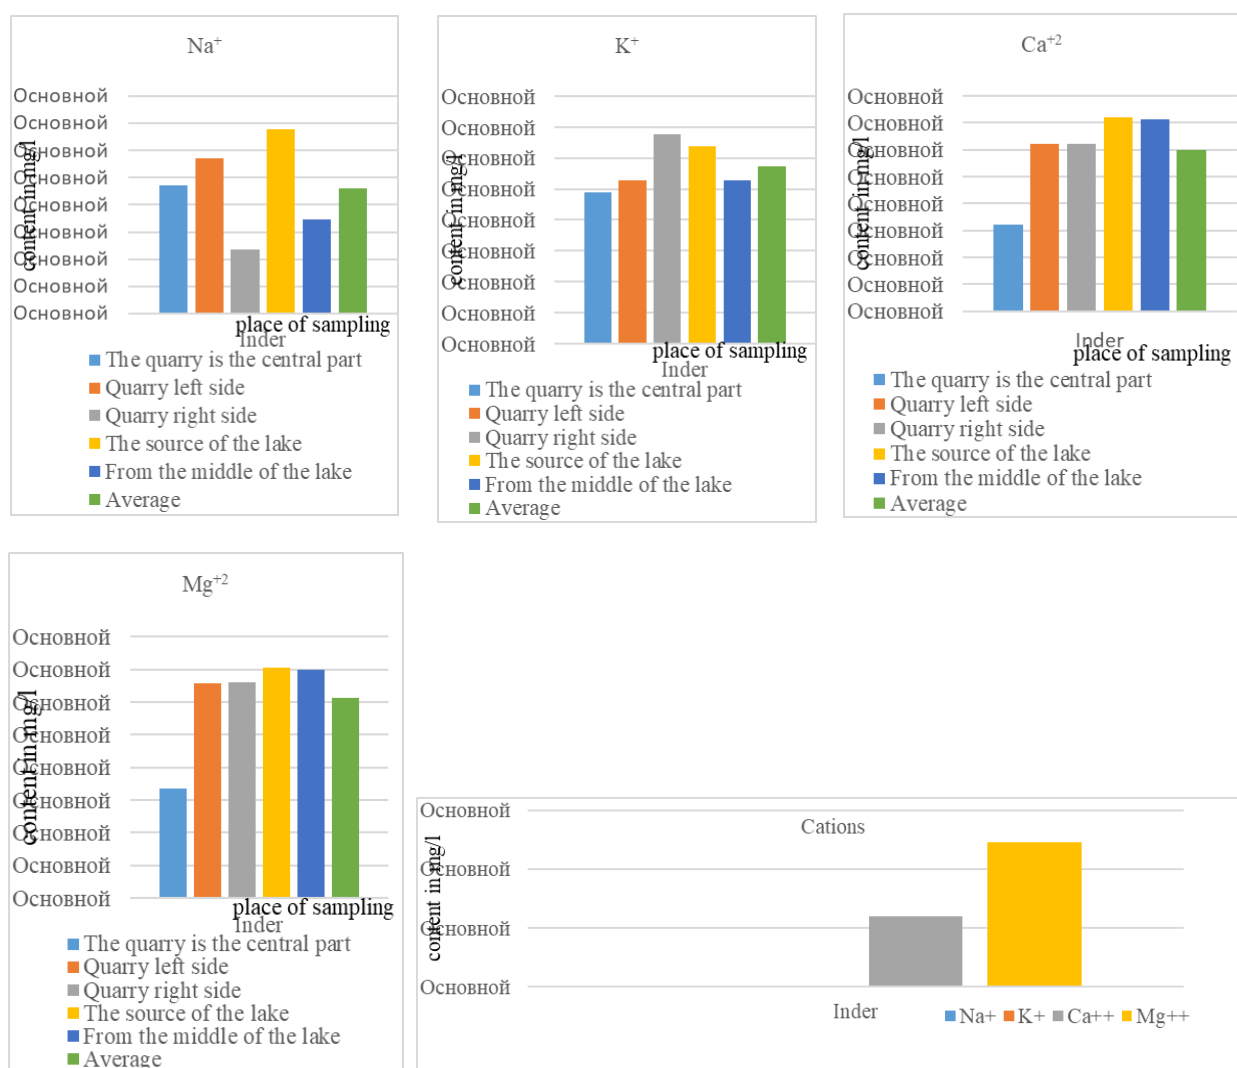 Na+
Основной
Основной
Основной
Основной
Основной
Основной
Основной
Основной
Основной
content in mg/l
place of sampling
Inder
The quarry is the central part
Quarry left side
Quarry right side
The source of the lake
From the middle of the lake
Average
K+
Основной
Основной
Основной
Основной
Основной
Основной
Основной
Основной
Основной
content in mg/l
place of sampling
Inder
The quarry is the central part
Quarry left side
Quarry right side
The source of the lake
From the middle of the lake
Average
Ca+2
Основной
Основной
Основной
Основной
Основной
Основной
Основной
Основной
Основной
content in mg/l
Inder
place of sampling
The quarry is the central part
Quarry left side
Quarry right side
The source of the lake
From the middle of the lake
Average
Mg+2
Основной
Основной
Основной
Основной
Основной
Основной
Основной
Основной
Основной
content in mg/l
place of sampling
Inder
The quarry is the central part
Quarry left side
Quarry right side
The source of the lake
From the middle of the lake
Average
Cations
Основной
Основной
Основной
Основной
content in mg/l
Inder
Na+ K+ Ca++ Mg++